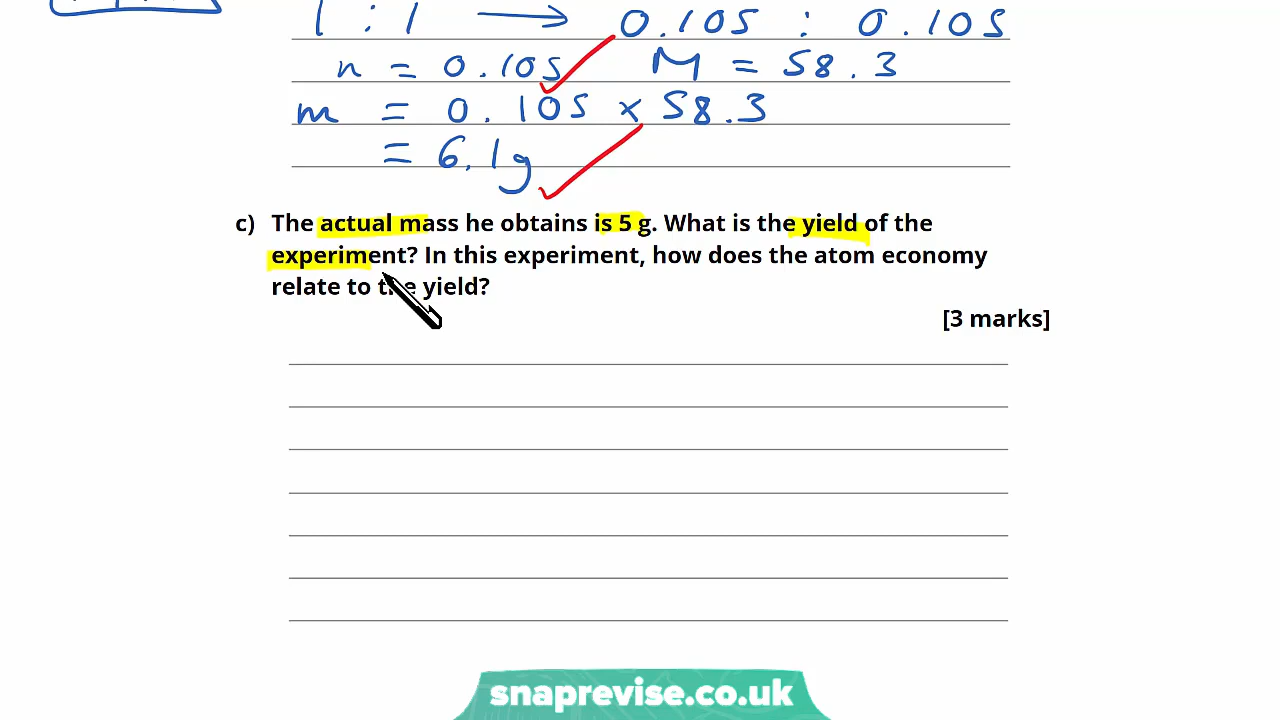 1 : 1 → 0.105 : 0.105
n = 0.105 M = 58.3
m = 0.105 × 58.3
= 6.1g
c) The actual mass he obtains is 5 g. What is the yield of the
experiment? In this experiment, how does the atom economy
relate to the yield?
[3 marks]
snaprevise.co.uk